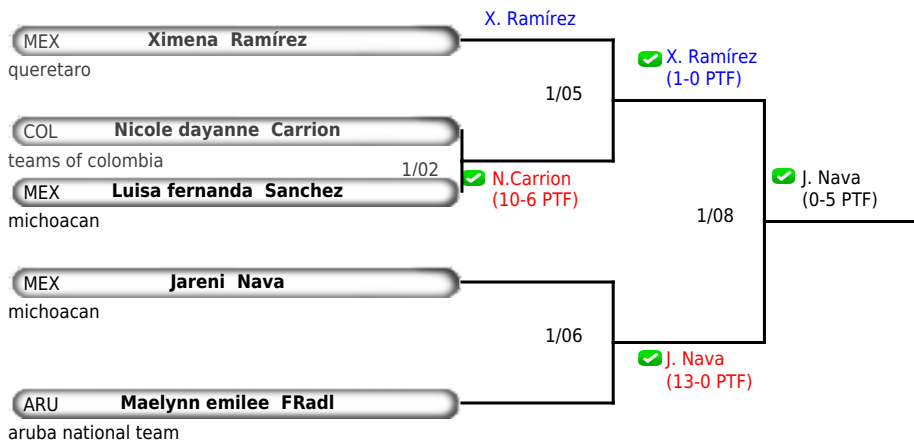 X. Ramírez
MEX Ximena Ramírez
queretaro
X. Ramírez
(1-0 PTF)
1/05
COL Nicole dayanne Carrion
teams of colombia
1/02
MEX Luisa fernanda Sanchez
michoacan
N.Carrion
(10-6 PTF)
J. Nava
(0-5 PTF)
1/08
MEX Jareni Nava
michoacan
1/06
J. Nava
(13-0 PTF)
ARU Maelynn emilee FRadl
aruba national team